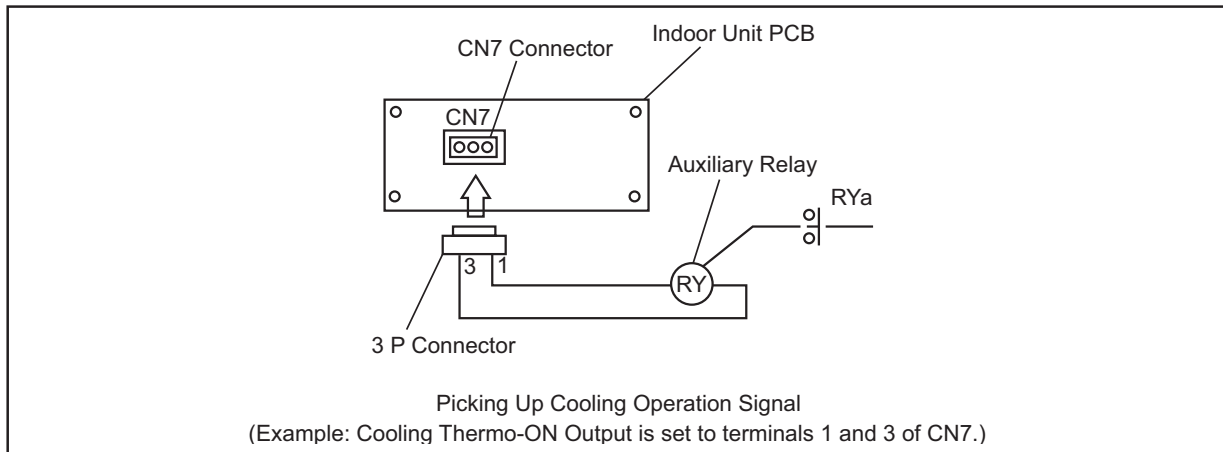 Indoor Unit PCB
CN7 Connector
CN7
Auxiliary Relay
RYa
3 1
RY
3 P Connector
Picking Up Cooling Operation Signal
(Example: Cooling Thermo-ON Output is set to terminals 1 and 3 of CN7.)